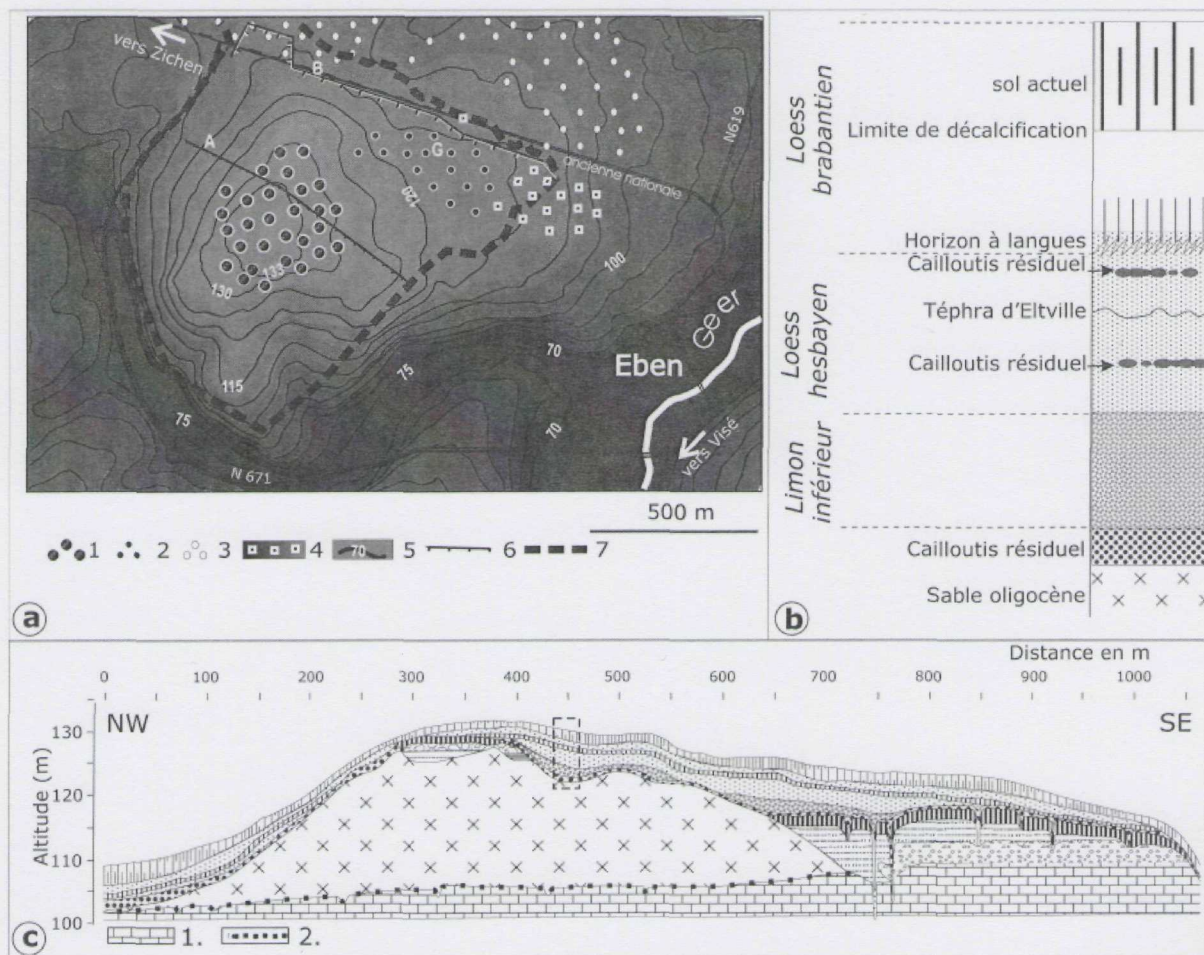 vers Zichen
B
A
G
N619
ancienne nationale
120
135
130
100
115
75
75
70
70
Eben
Geer
vers Visé
N 671
500 m
1
2
3
4
70
5
6
7
a
Loess brabantien
sol actuel
Limite de décalcification
Horizon à langues
Loess hesbayen
Cailloutis résiduel
Téphra d'Eltville
Cailloutis résiduel
Limon inférieur
Cailloutis résiduel
Sable oligocène
b
Distance en m
0 100 200 300 400 500 600 700 800 900 1000
NW
SE
Altitude (m)
130
120
110
100
1.
2.
c